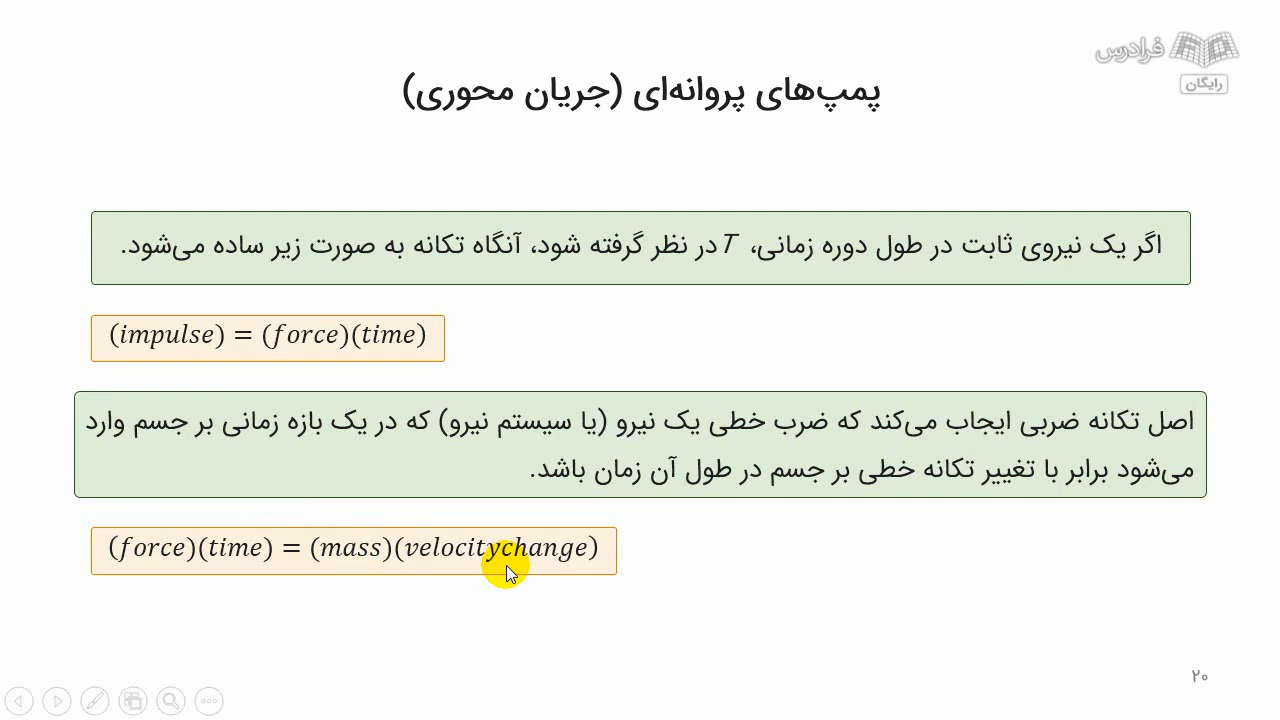 فرادرس
رایگان
پمپ‌های پروانه‌ای (جریان محوری)
اگر یک نیروی ثابت در طول دوره زمانی، T در نظر گرفته شود، آنگاه تکانه به صورت زیر ساده می‌شود.
(impulse) = (force)(time)
اصل تکانه ضربی ایجاب می‌کند که ضرب خطی یک نیرو (یا سیستم نیرو) که در یک بازه زمانی بر جسم وارد
می‌شود برابر با تغییر تکانه خطی بر جسم در طول آن زمان باشد.
(force)(time) = (mass)(velocitychange)
۲۰